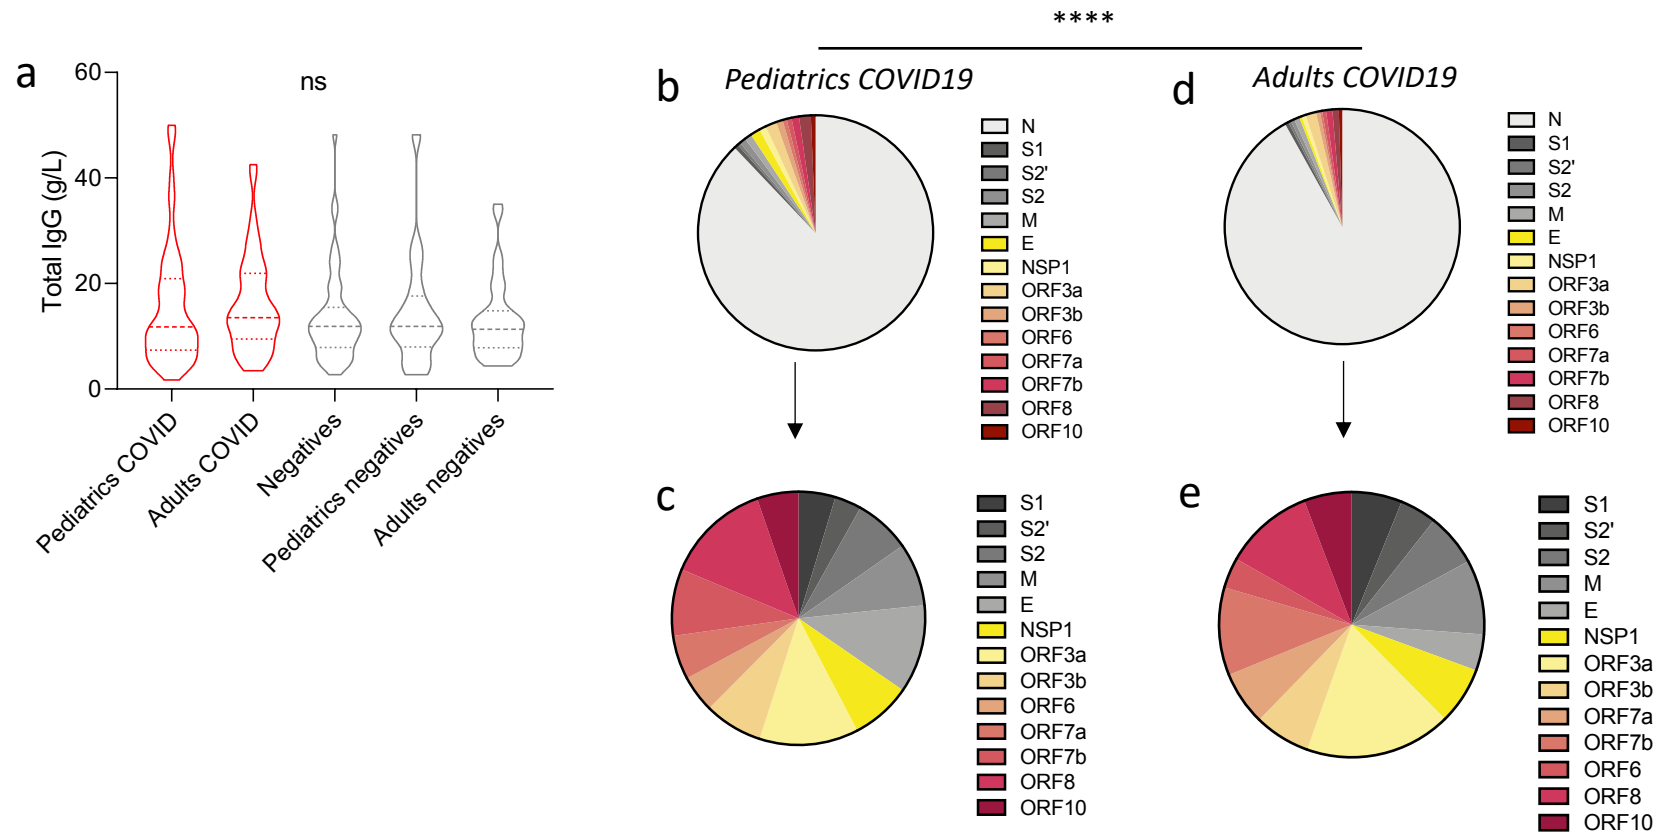 a
60
40
20
0
Total IgG (g/L)
ns
Pediatrics COVID
Adults COVID
Negatives
Pediatrics negatives
Adults negatives
****
b
Pediatrics COVID19
N
S1
S2'
S2
M
E
NSP1
ORF3a
ORF3b
ORF6
ORF7a
ORF7b
ORF8
ORF10
d
Adults COVID19
N
S1
S2'
S2
M
E
NSP1
ORF3a
ORF3b
ORF6
ORF7a
ORF7b
ORF8
ORF10
c
S1
S2'
S2
M
E
NSP1
ORF3a
ORF3b
ORF6
ORF7a
ORF7b
ORF8
ORF10
e
S1
S2'
S2
M
E
NSP1
ORF3a
ORF3b
ORF7a
ORF7b
ORF6
ORF8
ORF10